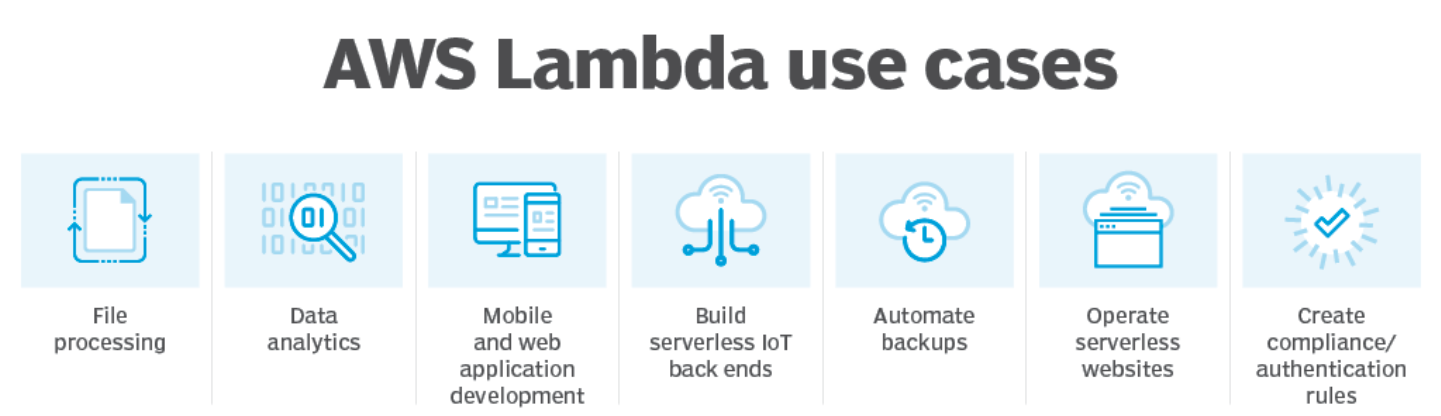 AWS Lambda use cases
File
processing
Data
analytics
Mobile
and web
application
development
Build
serverless IoT
back ends
Automate
backups
Operate
serverless
websites
Create
compliance/
authentication
rules